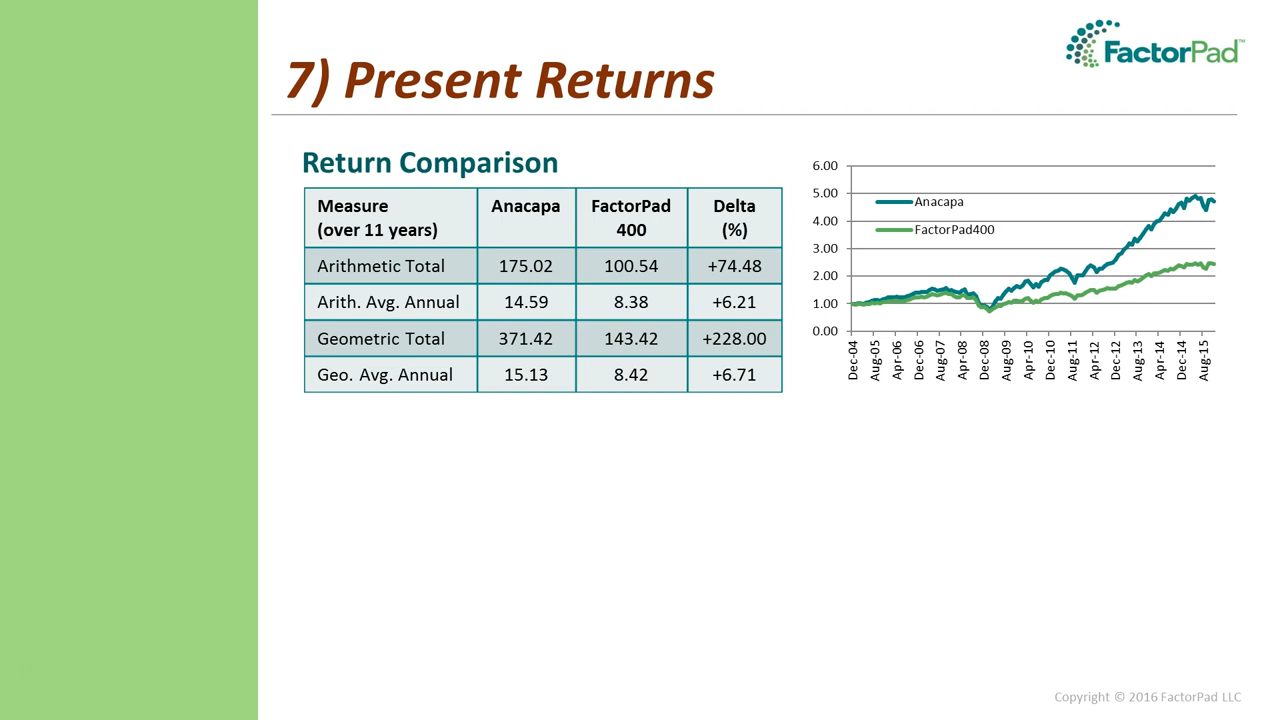 FactorPad™
7) Present Returns
Return Comparison
Measure (over 11 years) Anacapa FactorPad 400 Delta (%)
Arithmetic Total 175.02 100.54 +74.48
Arith. Avg. Annual 14.59 8.38 +6.21
Geometric Total 371.42 143.42 +228.00
Geo. Avg. Annual 15.13 8.42 +6.71
6.00
5.00
4.00
3.00
2.00
1.00
0.00
Anacapa
FactorPad400
Dec-04
Aug-05
Apr-06
Dec-06
Aug-07
Apr-08
Dec-08
Aug-09
Apr-10
Dec-10
Aug-11
Apr-12
Dec-12
Aug-13
Apr-14
Dec-14
Aug-15
Copyright © 2016 FactorPad LLC